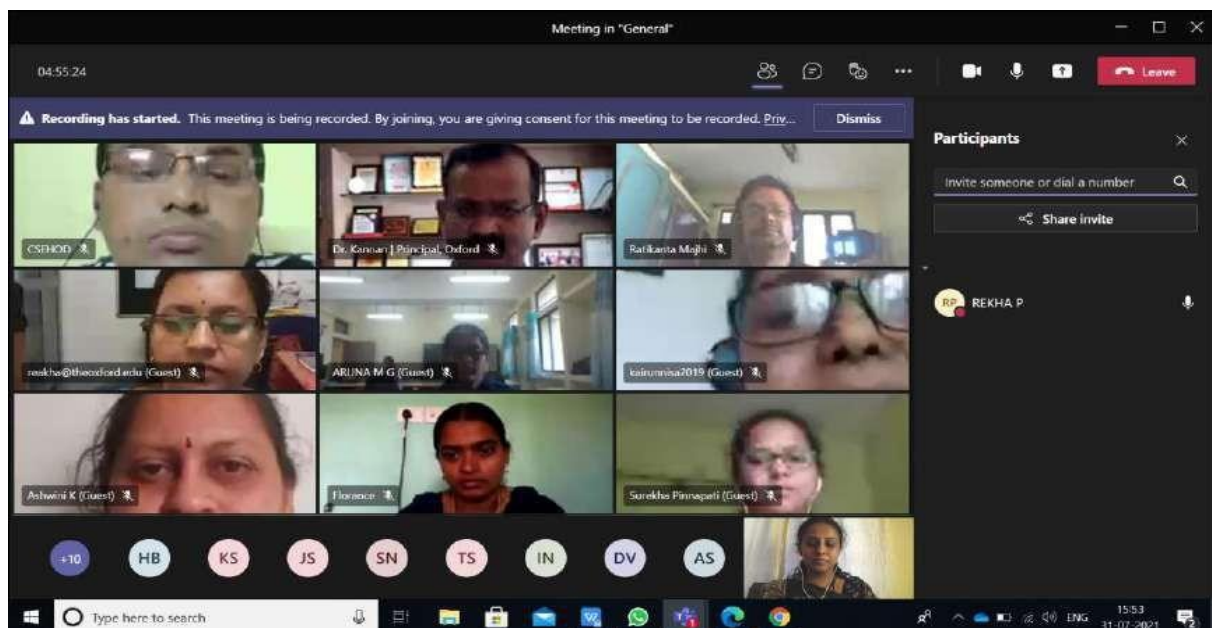 Meeting in "General"
04:55:24
Leave
Recording has started. This meeting is being recorded. By joining, you are giving consent for this meeting to be recorded. Priv...
Dismiss
Participants
Invite someone or dial a number
Share invite
RP REKHA P
CSEHOD
Dr. Kannan J Principal, Oxford
Ratikanta Majhi
reakha@theoxford.edu (Guest)
ARUNA M G (Guest)
kairunnisa2019 (Guest)
Ashwini K (Guest)
Florance
Surekha Pinnapati (Guest)
+10 HB KS JS SN TS IN DV AS
Type here to search
ENG
15:53
31-07-2021